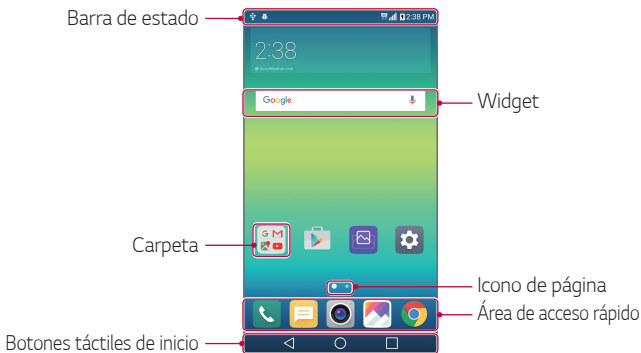 Barra de estado
2:38 PM
2:38
Google
Widget
G M
Carpeta
Icono de página
Área de acceso rápido
Botones táctiles de inicio